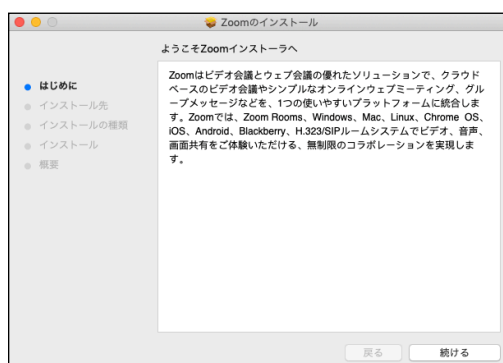 Zoomのインストール
ようこそZoomインストーラへ
はじめに
インストール先
インストールの種類
インストール
概要
Zoomはビデオ会議とウェブ会議の優れたソリューションで、クラウド
ベースのビデオ会議やシンプルなオンラインウェブミーティング、グル
ープメッセージなどを、1つの使いやすいプラットフォームに統合しま
す。Zoomでは、Zoom Rooms、Windows、Mac、Linux、Chrome OS、
iOS、Android、Blackberry、H.323/SIPルームシステムでビデオ、音声、
画面共有をご体験いただける、無制限のコラボレーションを実現しま
す。
戻る
続ける